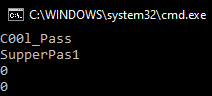 C:\WINDOWS\system32\cmd.exe
C00l_Pass
SupperPas1
0
0